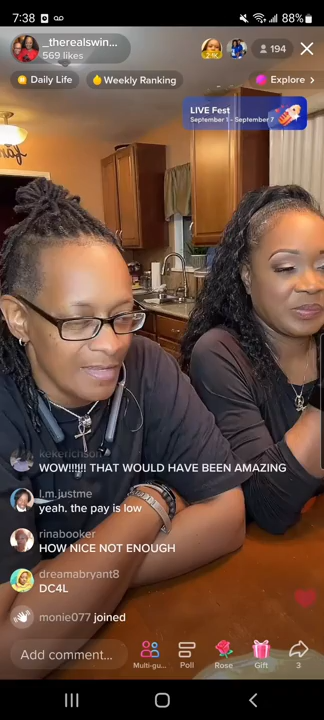 7:38
88%
_therealswin...
569 likes
2.1K
194
Daily Life
Weekly Ranking
Explore >
LIVE Fest
September 1 - September 7
kekerichson
WOW!!!!!! THAT WOULD HAVE BEEN AMAZING
l.m.justme
yeah. the pay is low
rinabooker
HOW NICE NOT ENOUGH
dreamabryant8
DC4L
monie077 joined
Add comment...
Multi-gu...
Poll
Rose
Gift
3